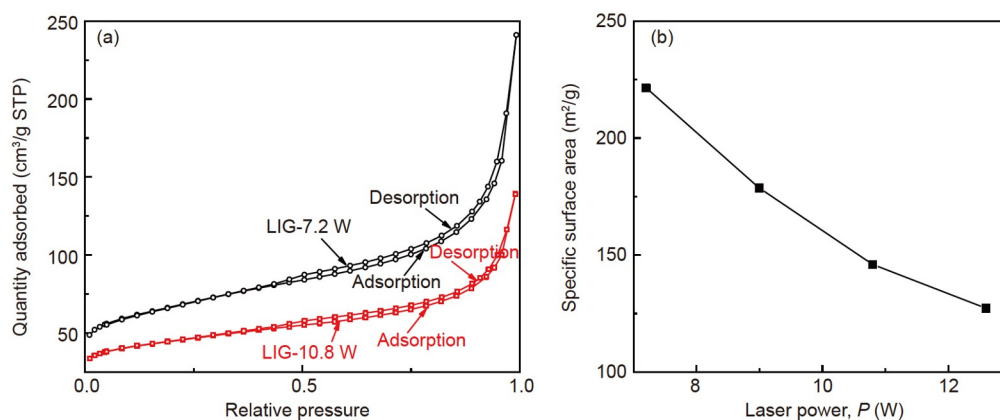 (a)
Quantity adsorbed (cm³/g STP)
250
200
150
100
50
0.0
0.5
1.0
Relative pressure
Desorption
LIG-7.2 W
Adsorption
Desorption
LIG-10.8 W
Adsorption
(b)
Specific surface area (m²/g)
250
200
150
100
8
10
12
Laser power, P (W)